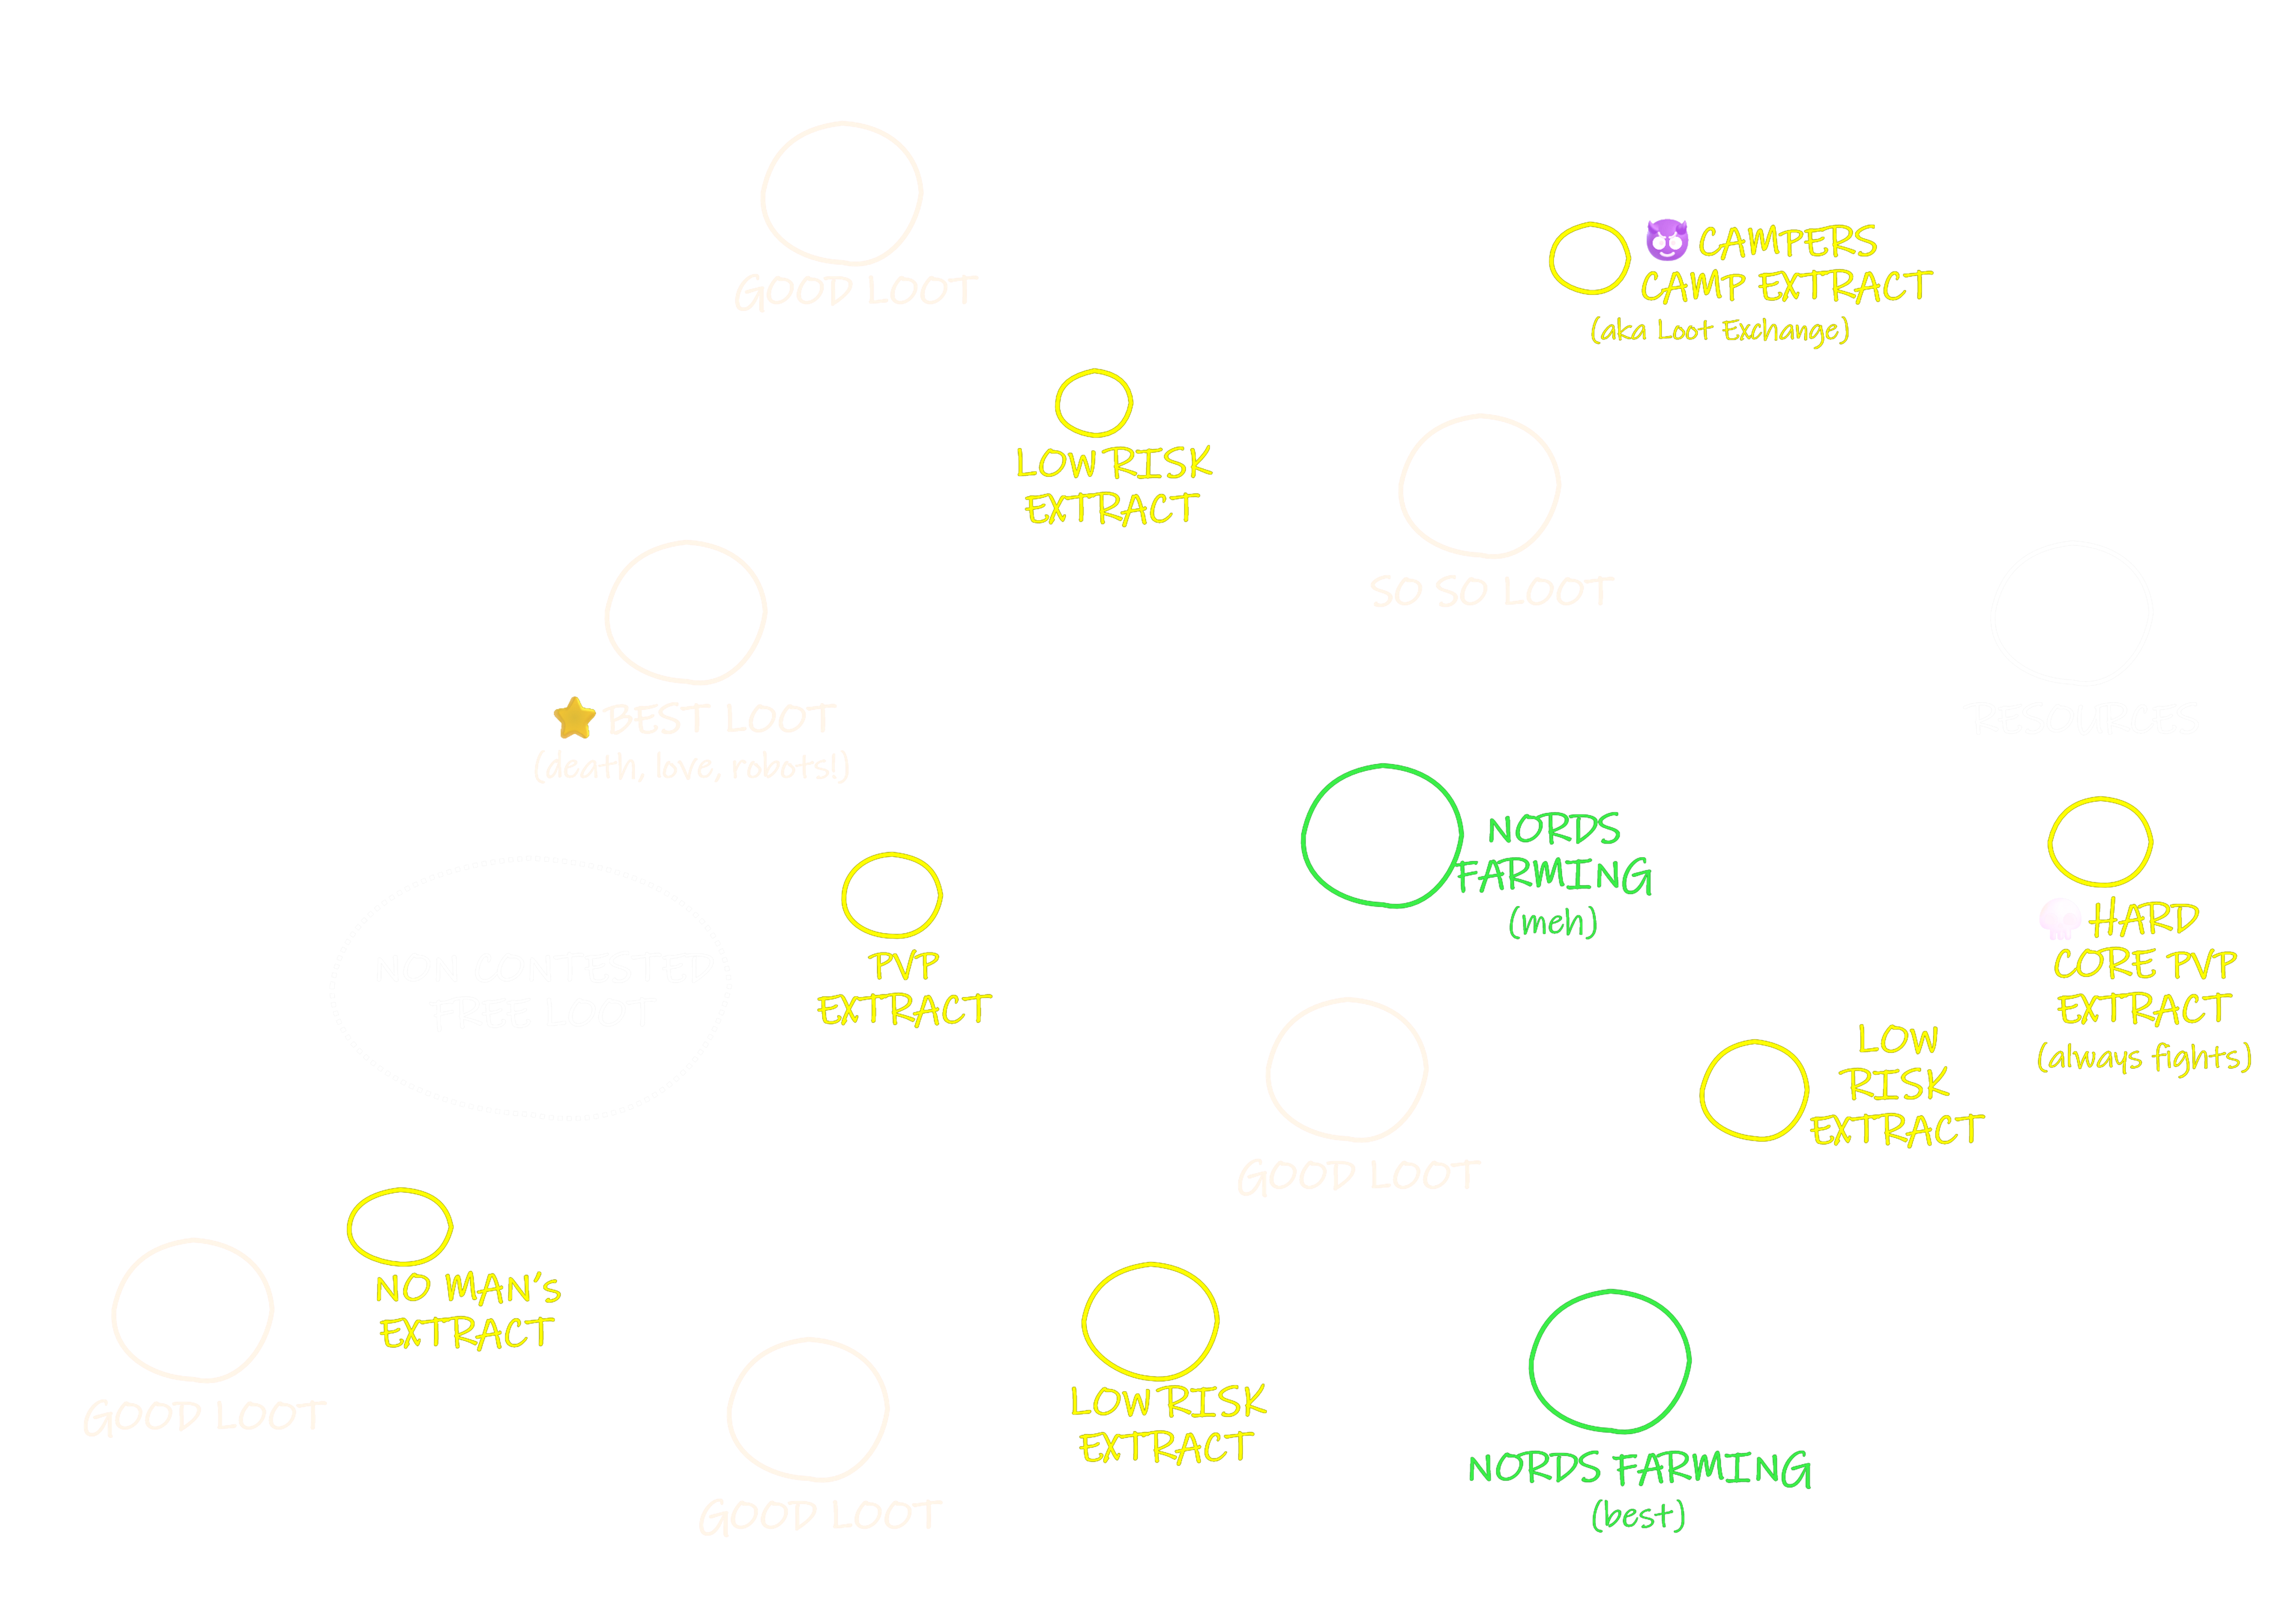 GOOD LOOT
CAMPERS
CAMP EXTRACT
(aka Loot Exchange)
LOW RISK
EXTRACT
SO SO LOOT
BEST LOOT
(death, love, robots!)
RESOURCES
NORDS
FARMING
(meh)
HARD
CORE PVP
EXTRACT
(always fights)
NON CONTESTED
FREE LOOT
PVP
EXTRACT
LOW
RISK
EXTRACT
GOOD LOOT
NO MAN's
EXTRACT
GOOD LOOT
LOW RISK
EXTRACT
GOOD LOOT
NORDS FARMING
(best)